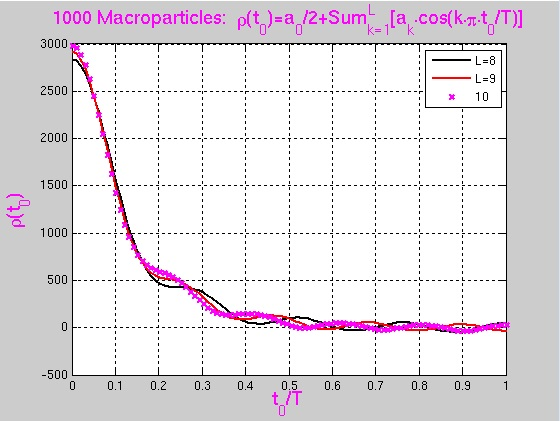 1000 Macroparticles: ρ(t₀)=a₀/2+Sumᴸₖ₌₁[aₖ·cos(k·π·t₀/T)]
3000
2500
2000
1500
1000
500
0
-500
ρ(t₀)
L=8
L=9
10
0 0.1 0.2 0.3 0.4 0.5 0.6 0.7 0.8 0.9 1
t₀/T